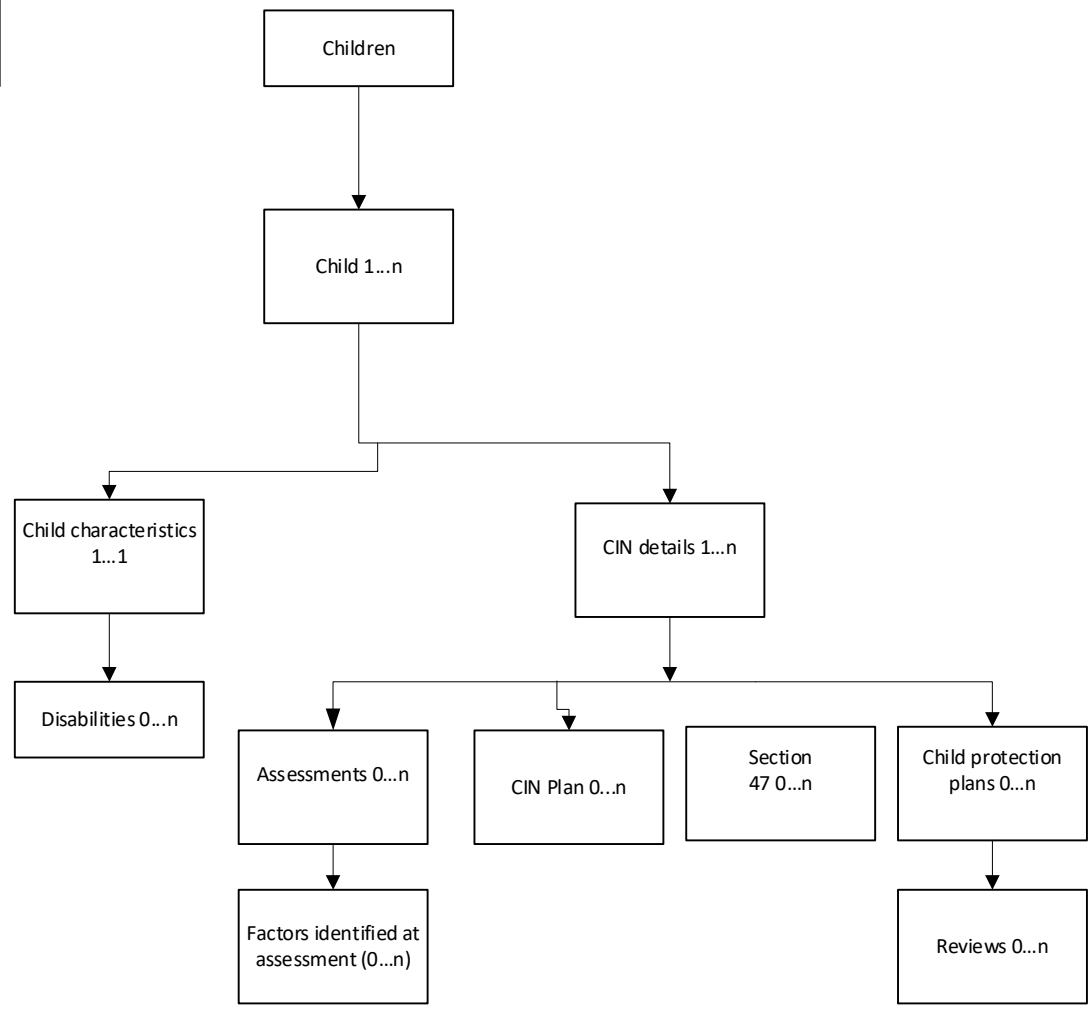 Children
Child 1...n
Child characteristics
1...1
CIN details 1...n
Disabilities 0...n
Assessments 0...n
CIN Plan 0...n
Section
47 0...n
Child protection
plans 0...n
Factors identified at
assessment (0...n)
Reviews 0...n